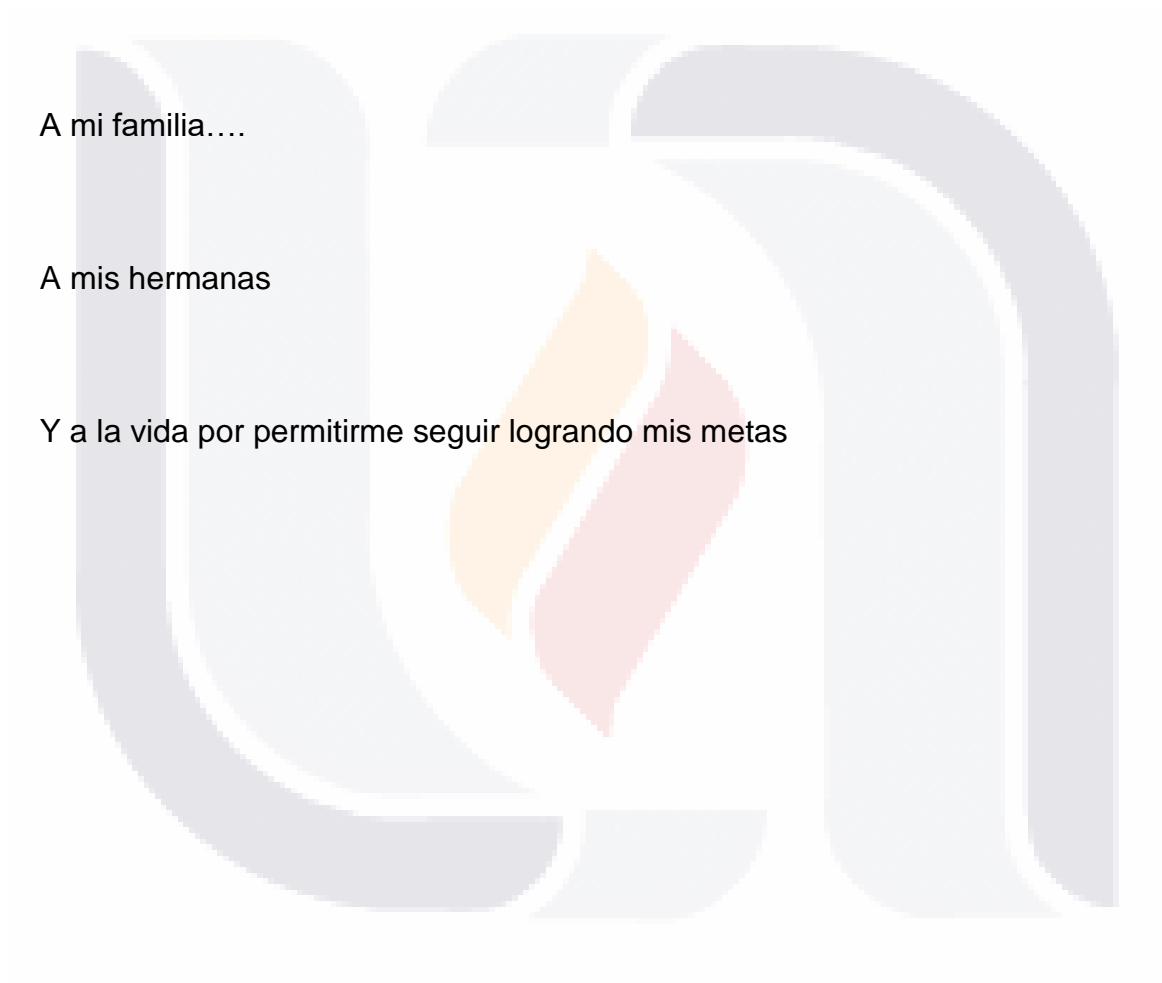 A mi familia….
A mis hermanas
Y a la vida por permitirme seguir logrando mis metas